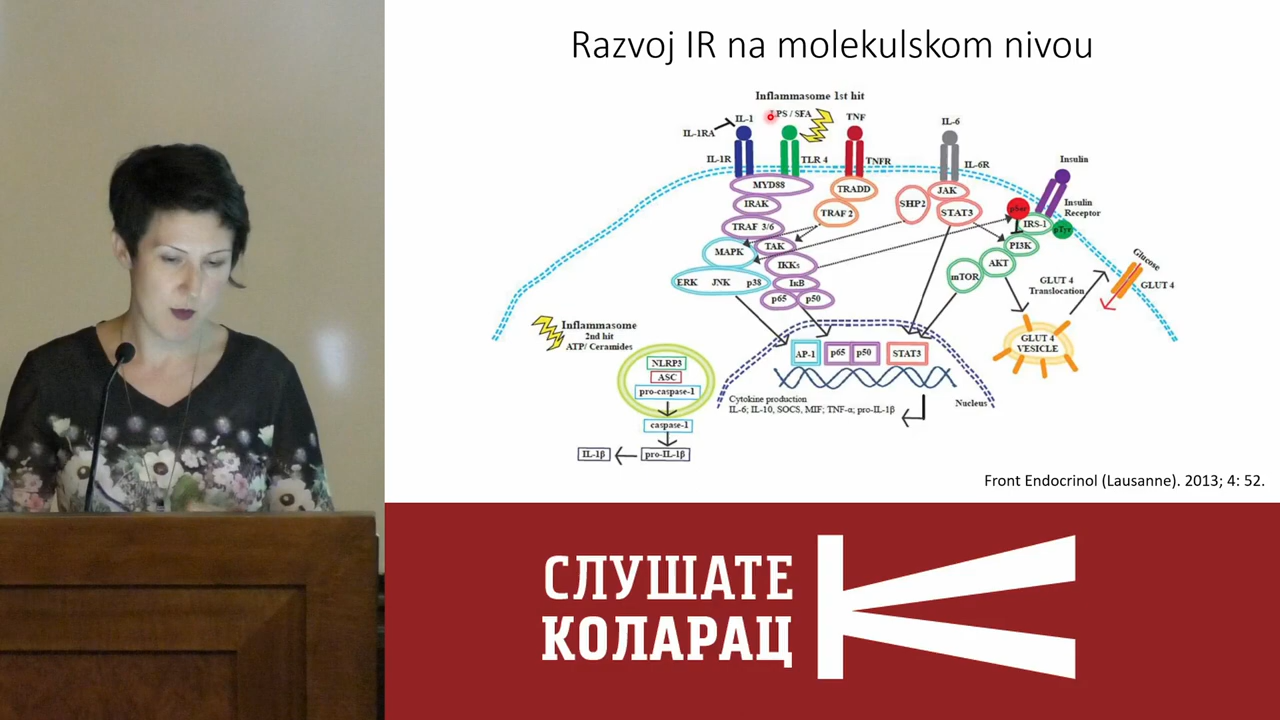 Razvoj IR na molekulskom nivou
Inflammasome 1st hit
IL-1
LPS / SFA
TNF
IL-6
IL-1RA
IL-1R
TLR 4
TNFR
IL-6R
Insulin
MYD88
TRADD
JAK
IRAK
TRAF 2
SHP2
STAT3
pSer
Insulin
Receptor
IRS-1
pTyr
TRAF 3/6
TAK
PI3K
MAPK
IKKs
AKT
mTOR
Glucose
GLUT 4
ERK JNK p38
IκB
GLUT 4
Translocation
p65 p50
Inflammasome
2nd hit
ATP/ Ceramides
GLUT 4
VESICLE
AP-1 p65 p50 STAT3
NLRP3
ASC
pro-caspase-1
Cytokine production
IL-6; IL-10, SOCS, MIF; TNF-α; pro-IL-1β
Nucleus
caspase-1
IL-1β
pro-IL-1β
Front Endocrinol (Lausanne). 2013; 4: 52.
СЛУШАТЕ
КОЛАРАЦ